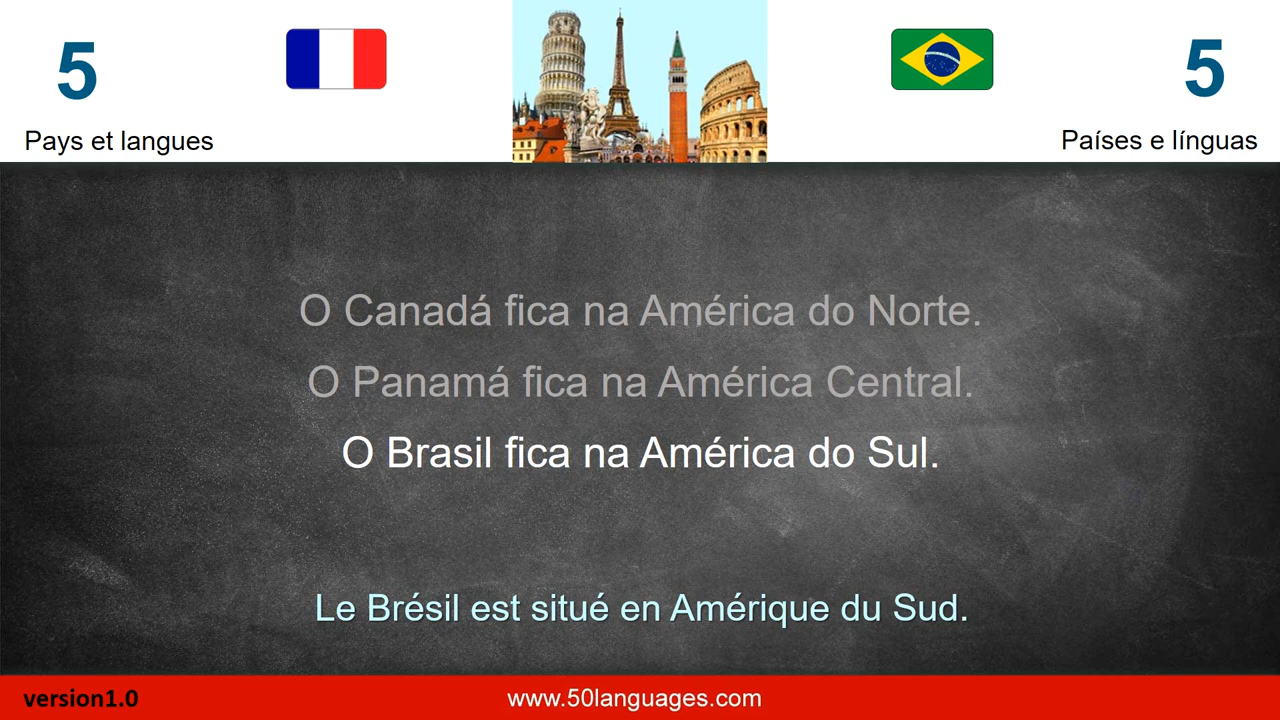 5
5
Pays et langues
Países e línguas
O Canadá fica na América do Norte.
O Panamá fica na América Central.
O Brasil fica na América do Sul.
Le Brésil est situé en Amérique du Sud.
version1.0
www.50languages.com